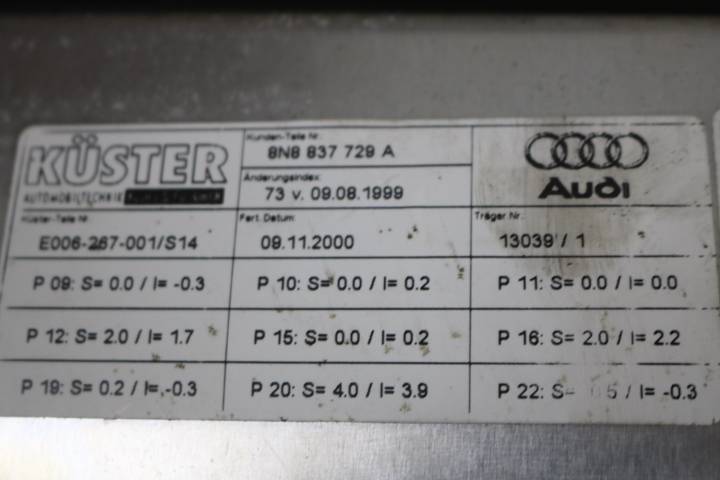 KÜSTER
AUTOMOBILTECHNIK
Kunden-Teile Nr.
8N8 837 729 A
Änderungsindex:
73 v. 09.08.1999
Audi
Küster-Teile Nr.
E006-267-001/S14
Fert. Datum:
09.11.2000
Träger Nr.
13039 / 1
P 09: S= 0.0 / I= -0.3
P 10: S= 0.0 / I= 0.2
P 11: S= 0.0 / I= 0.0
P 12: S= 2.0 / I= 1.7
P 15: S= 0.0 / I= 0.2
P 16: S= 2.0 / I= 2.2
P 19: S= 0.2 / I= -0.3
P 20: S= 4.0 / I= 3.9
P 22: S= 5 / I= -0.3